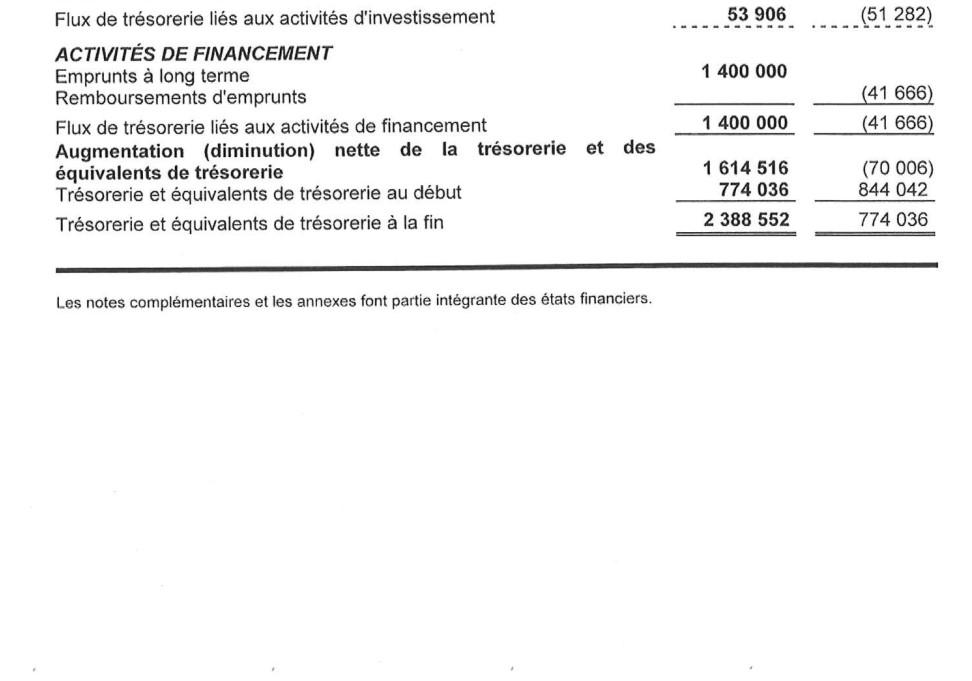 Flux de trésorerie liés aux activités d'investissement 53 906 (51 282)
ACTIVITÉS DE FINANCEMENT
Emprunts à long terme 1 400 000
Remboursements d'emprunts (41 666)
Flux de trésorerie liés aux activités de financement 1 400 000 (41 666)
Augmentation (diminution) nette de la trésorerie et des
équivalents de trésorerie 1 614 516 (70 006)
Trésorerie et équivalents de trésorerie au début 774 036 844 042
Trésorerie et équivalents de trésorerie à la fin 2 388 552 774 036
Les notes complémentaires et les annexes font partie intégrante des états financiers.